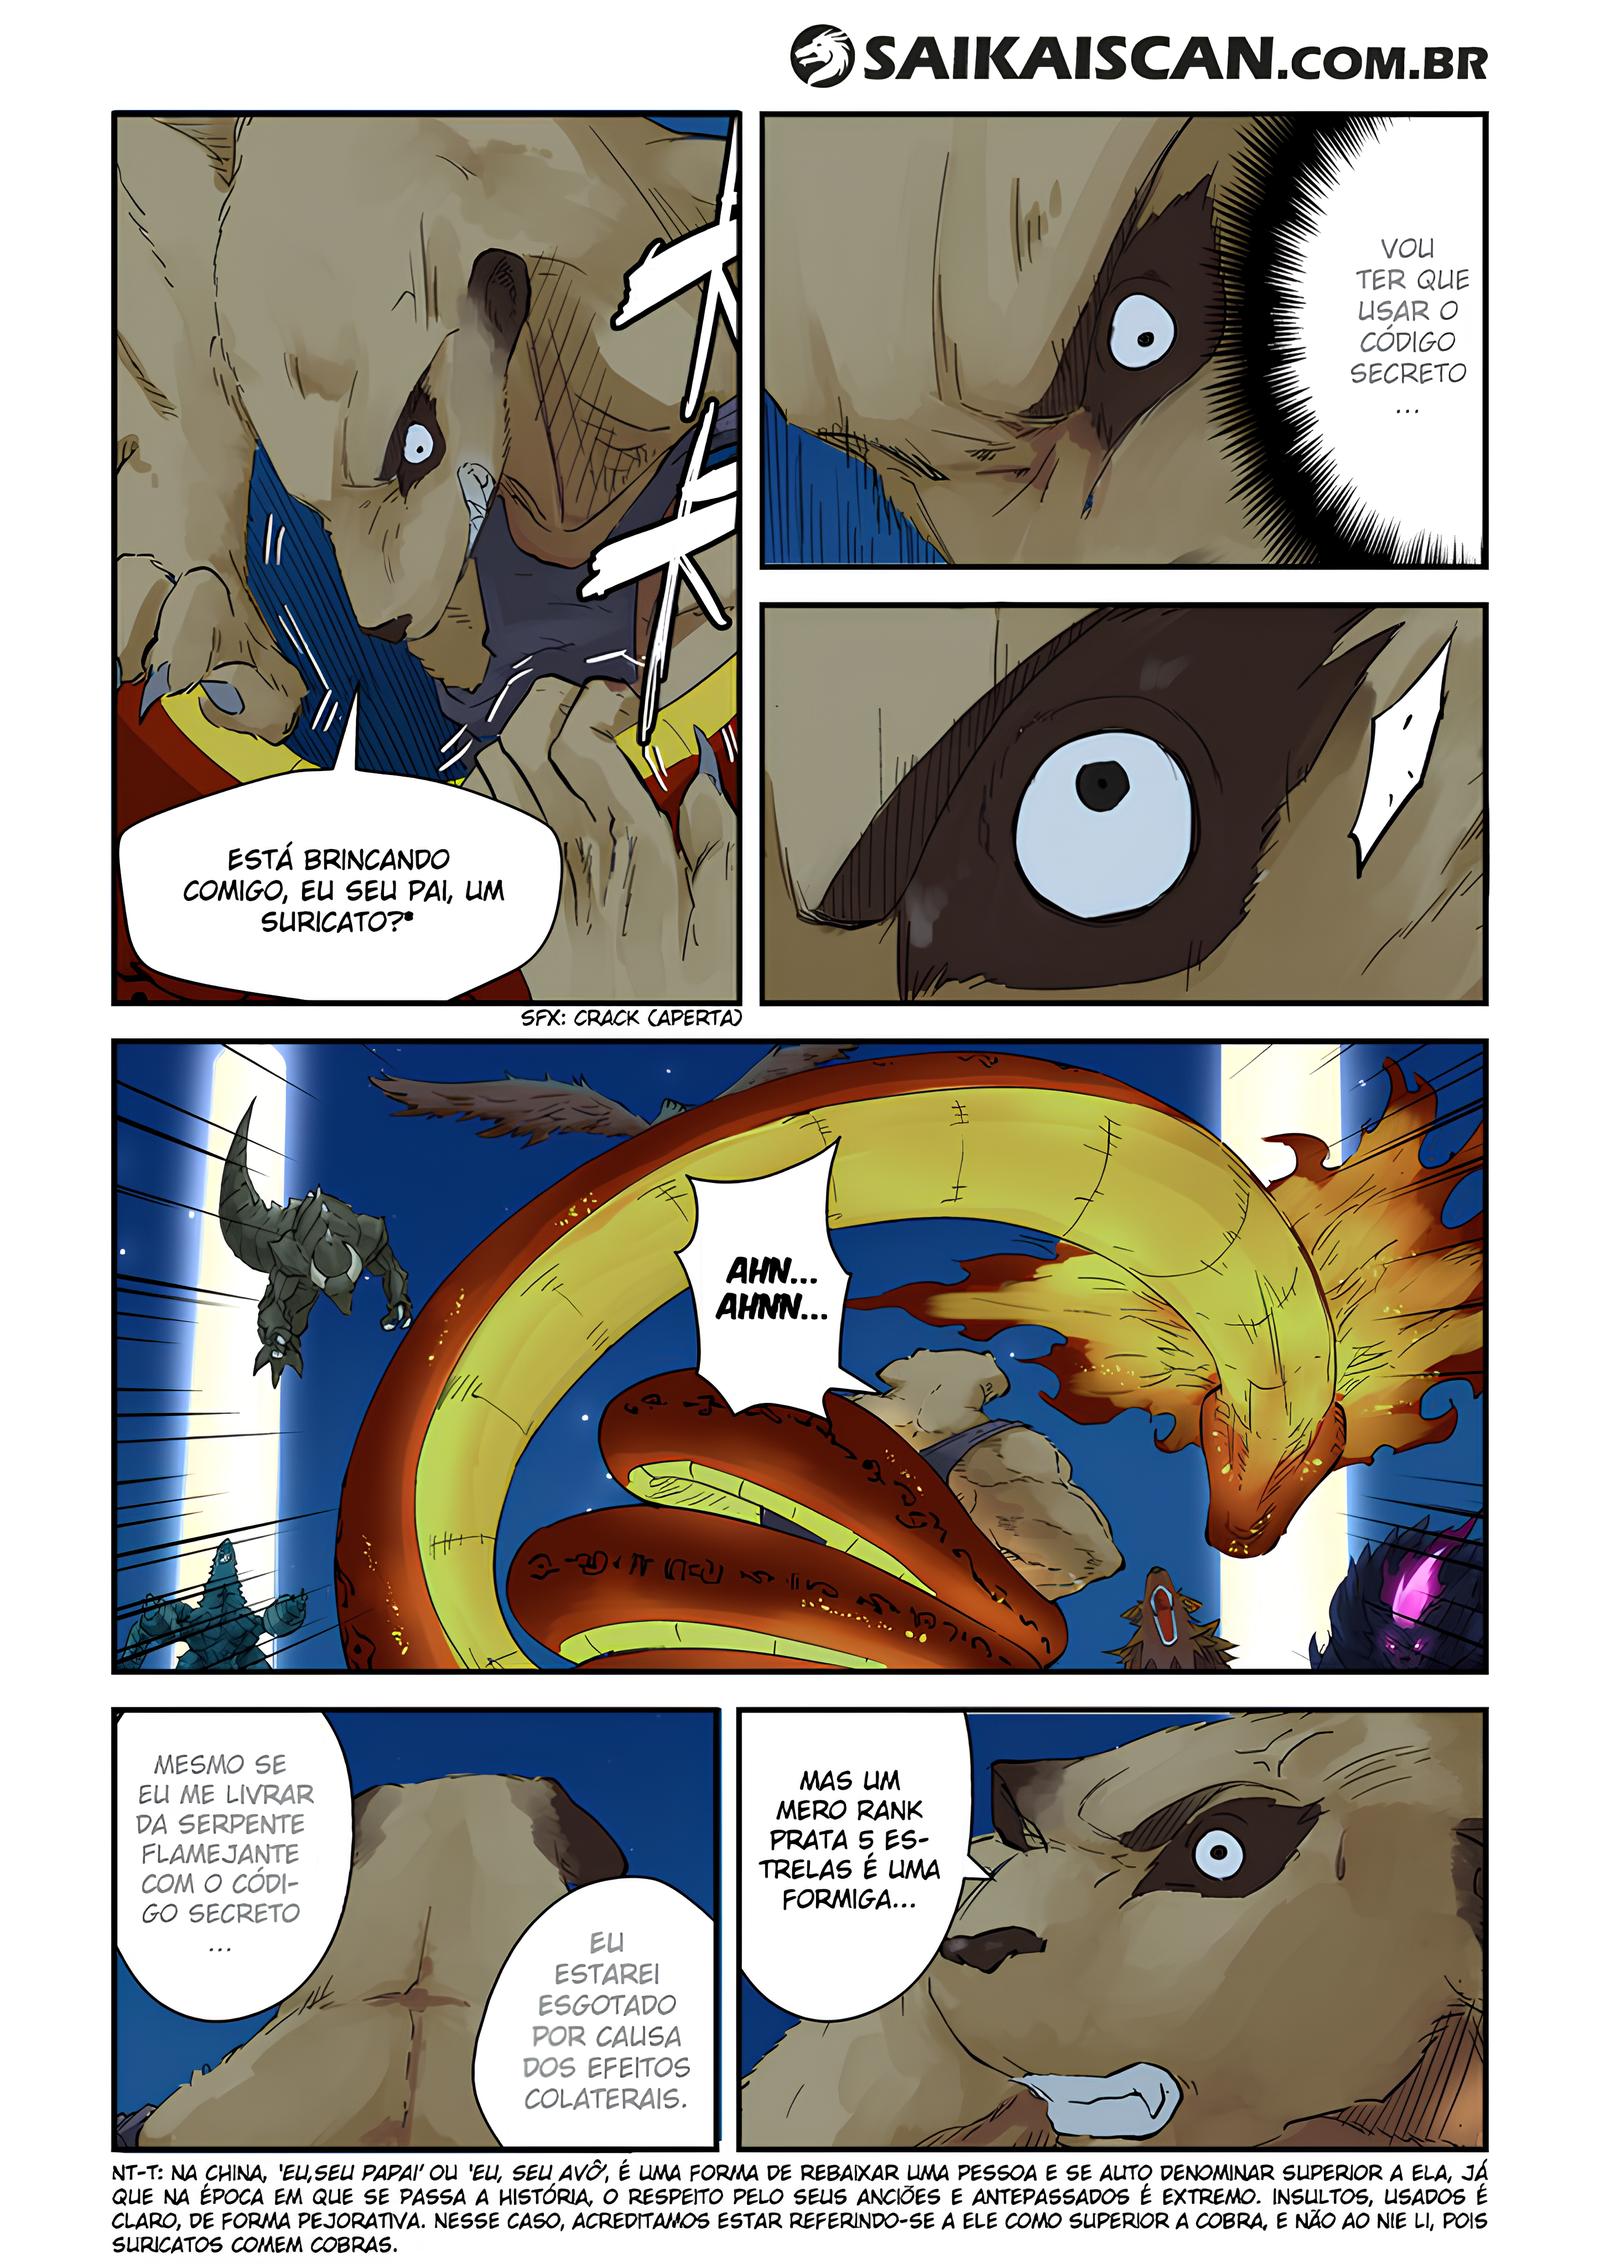 SAIKAISCAN.COM.BR
ESTÁ BRINCANDO
COMIGO, EU SEU PAI, UM
SURICATO?*
SFX: CRACK (APERTA)
VOU
TER QUE
USAR O
CÓDIGO
SECRETO
...
AHN...
AHNN...
MESMO SE
EU ME LIVRAR
DA SERPENTE
FLAMEJANTE
COM O CÓDI-
GO SECRETO
...
EU
ESTAREI
ESGOTADO
POR CAUSA
DOS EFEITOS
COLATERAIS.
MAS UM
MERO RANK
PRATA 5 ES-
TRELAS É UMA
FORMIGA...
NT-T: NA CHINA, 'EU,SEU PAPAI' OU 'EU, SEU AVÔ', É UMA FORMA DE REBAIXAR UMA PESSOA E SE AUTO DENOMINAR SUPERIOR A ELA, JÁ
QUE NA ÉPOCA EM QUE SE PASSA A HISTÓRIA, O RESPEITO PELO SEUS ANCIÕES E ANTEPASSADOS É EXTREMO. INSULTOS, USADOS É
CLARO, DE FORMA PEJORATIVA. NESSE CASO, ACREDITAMOS ESTAR REFERINDO-SE A ELE COMO SUPERIOR A COBRA, E NÃO AO NIE LI, POIS
SURICATOS COMEM COBRAS.